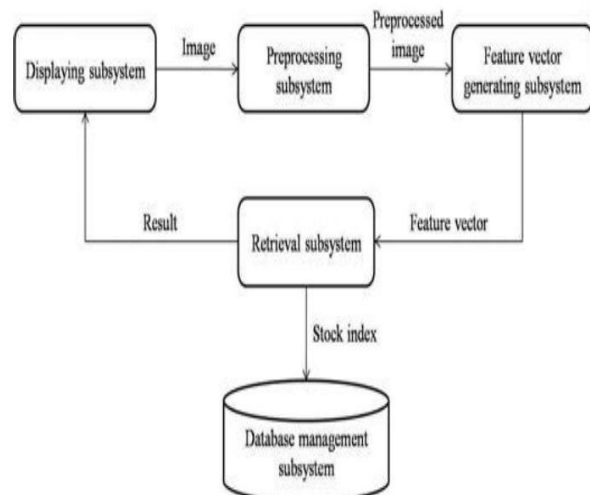 Displaying subsystem
Image
Preprocessing
subsystem
Preprocessed
image
Feature vector
generating subsystem
Result
Retrieval subsystem
Feature vector
Stock index
Database management
subsystem